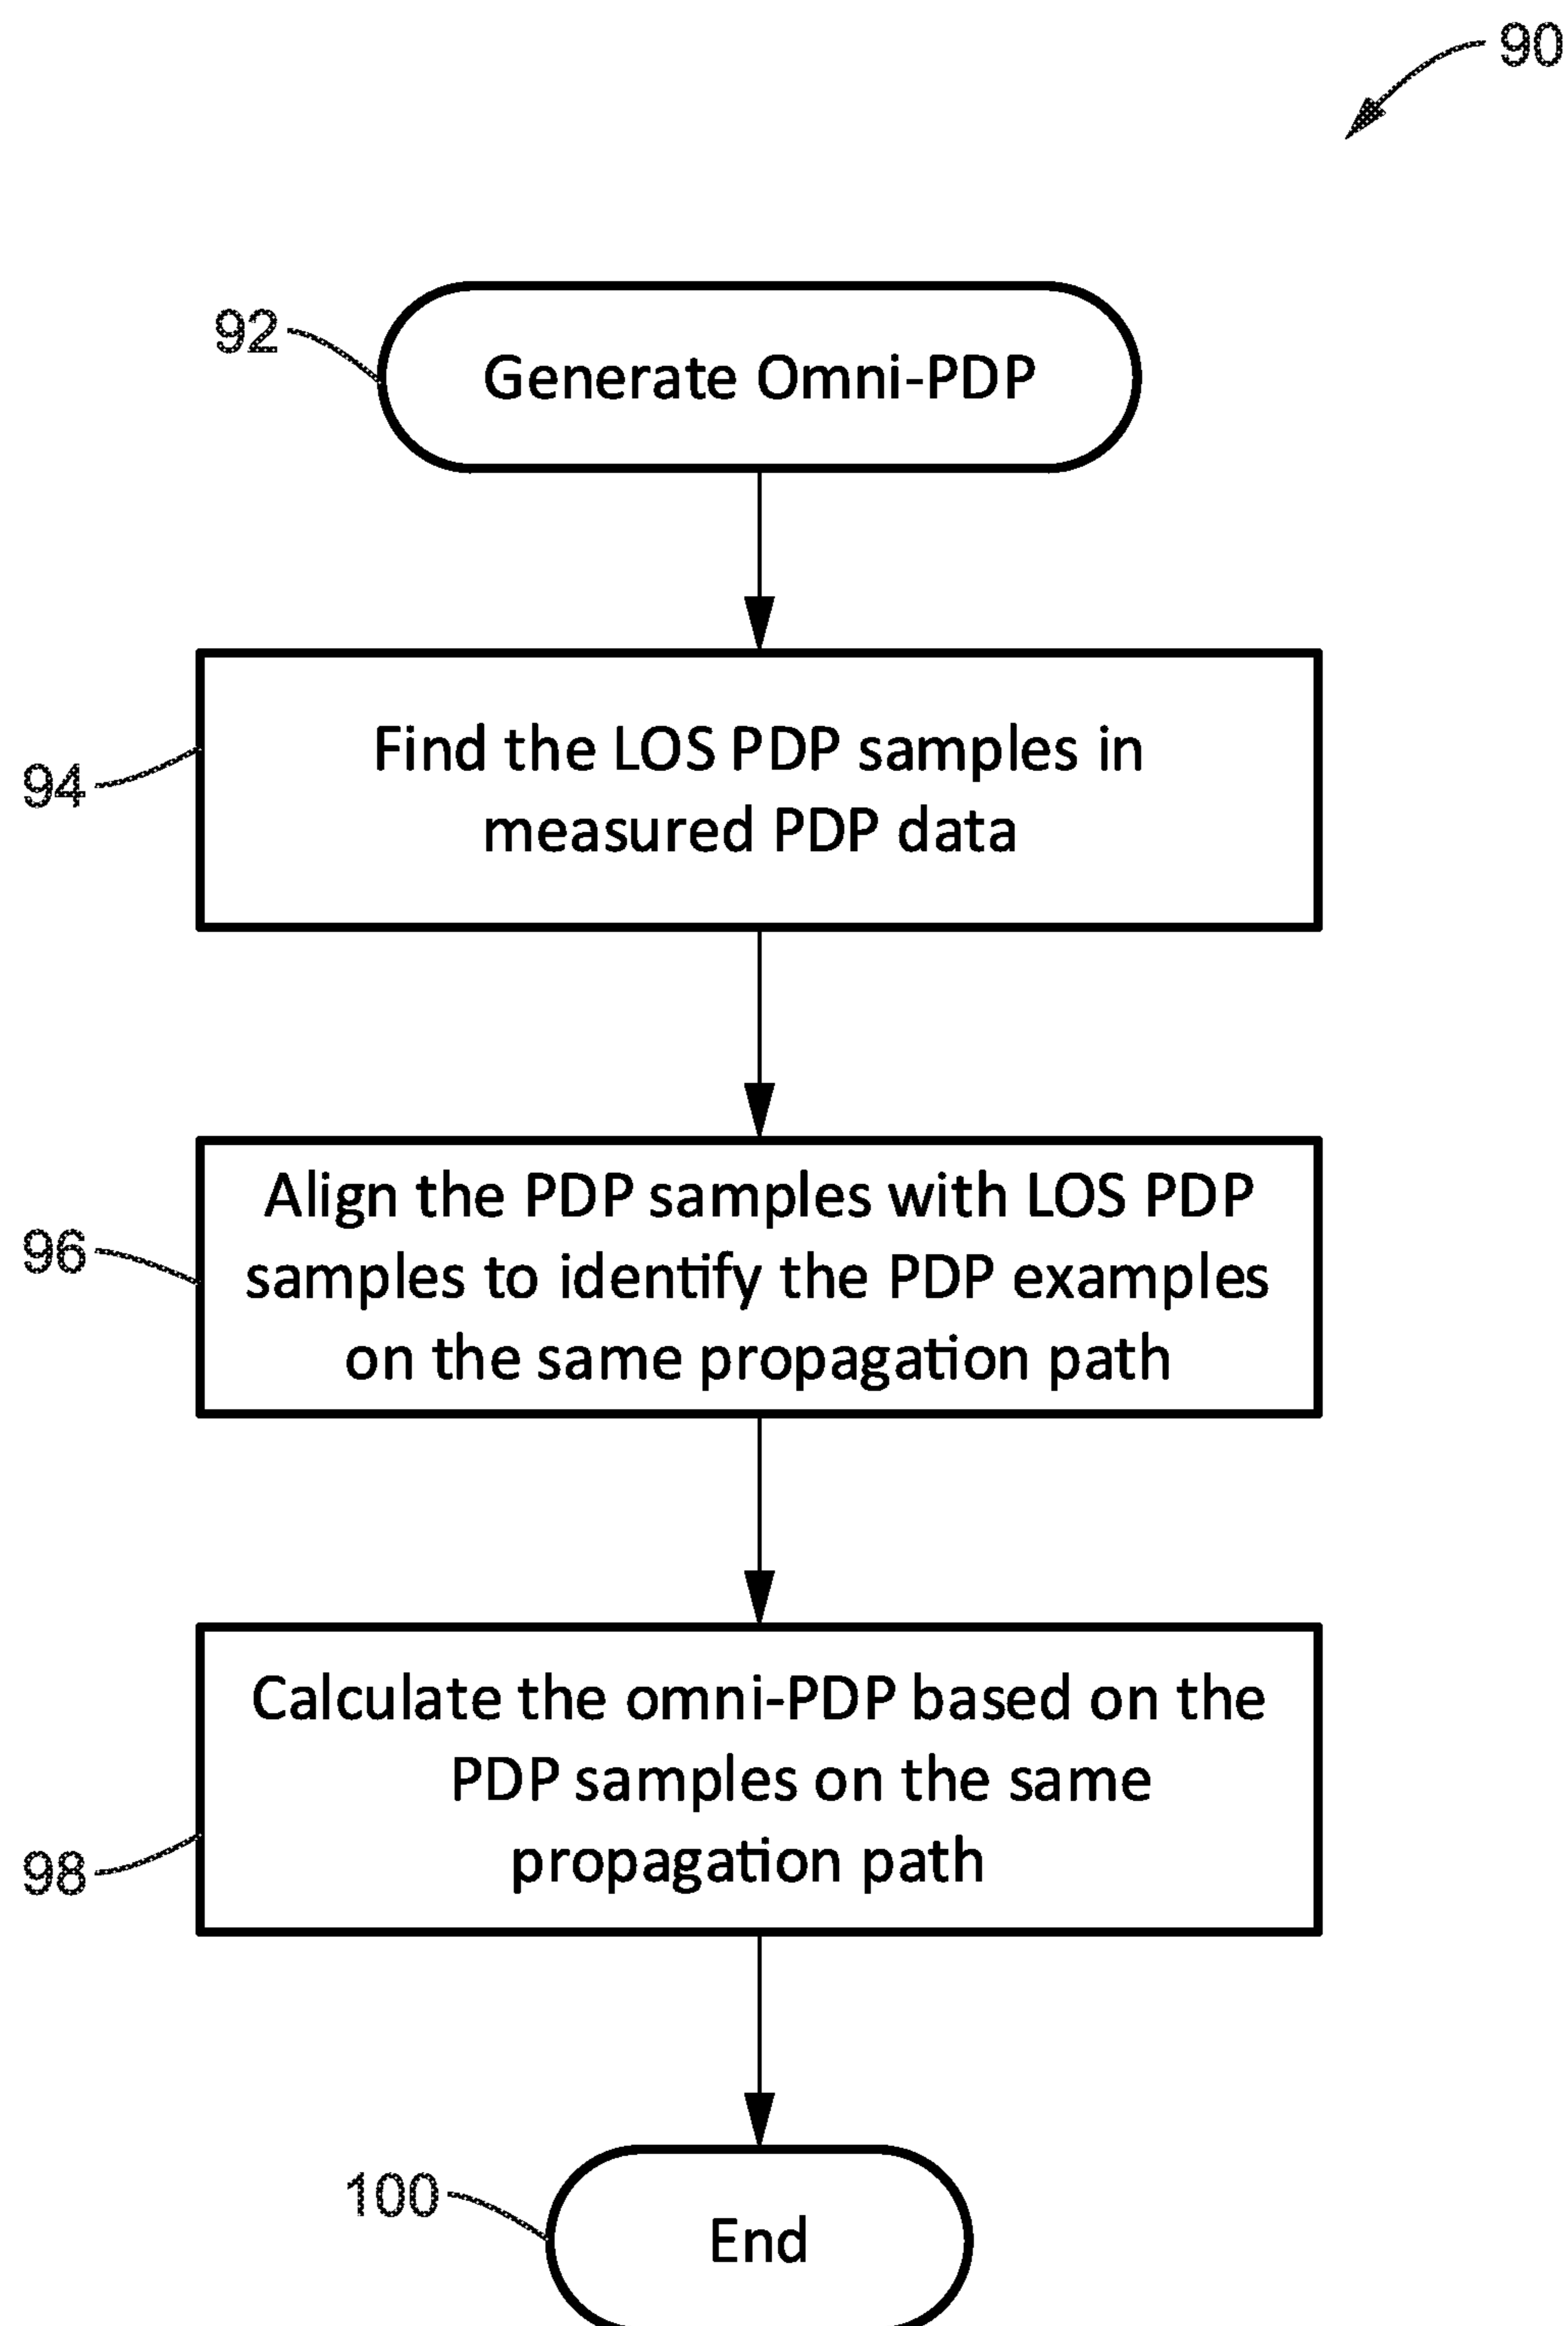 90
92
Generate Omni-PDP
94
Find the LOS PDP samples in
measured PDP data
96
Align the PDP samples with LOS PDP
samples to identify the PDP examples
on the same propagation path
98
Calculate the omni-PDP based on the
PDP samples on the same
propagation path
100
End